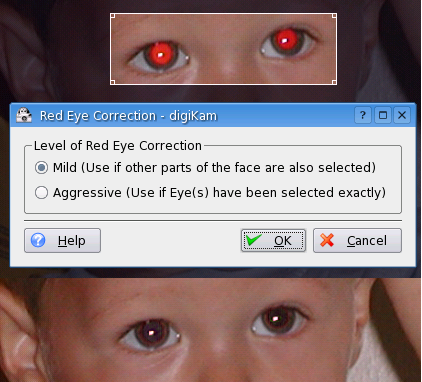 Red Eye Correction - digiKam
Level of Red Eye Correction
Mild (Use if other parts of the face are also selected)
Aggressive (Use if Eye(s) have been selected exactly)
Help
OK
Cancel